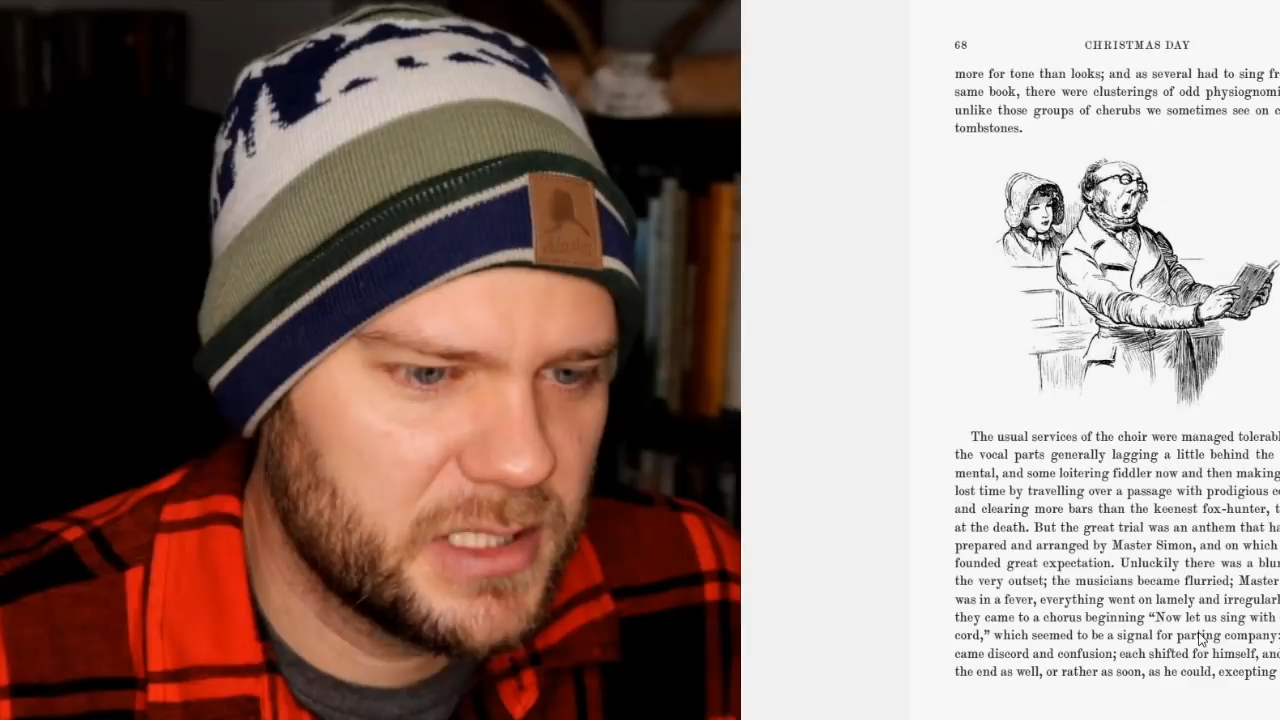 Alaska
68
CHRISTMAS DAY
more for tone than looks; and as several had to sing
same book, there were clusterings of odd
unlike those groups of cherubs we sometimes see on
tombstones.
The usual services of the choir were managed
the vocal parts generally lagging a little behind the
mental, and some loitering fiddler now and then making
lost time by travelling over a passage with prodigious
and clearing more bars than the keenest fox-hunter,
at the death. But the great trial was an anthem that
prepared and arranged by Master Simon, and on which
founded great expectation. Unluckily there was a
the very outset; the musicians became flurried; Master
was in a fever, everything went on lamely and
they came to a chorus beginning “Now let us sing with
cord,” which seemed to be a signal for parting company:
came discord and confusion; each shifted for himself,
the end as well, or rather as soon, as he could, excepting